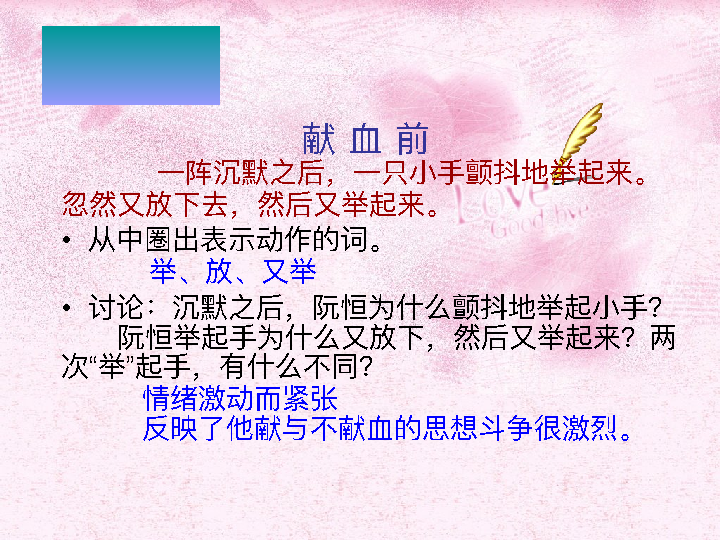 献 血 前
一阵沉默之后，一只小手颤抖地举起来。
忽然又放下去，然后又举起来。
• 从中圈出表示动作的词。
举、放、又举
• 讨论：沉默之后，阮恒为什么颤抖地举起小手？
阮恒举起手为什么又放下，然后又举起来？两
次“举”起手，有什么不同？
情绪激动而紧张
反映了他献与不献血的思想斗争很激烈。
Love
Good bye